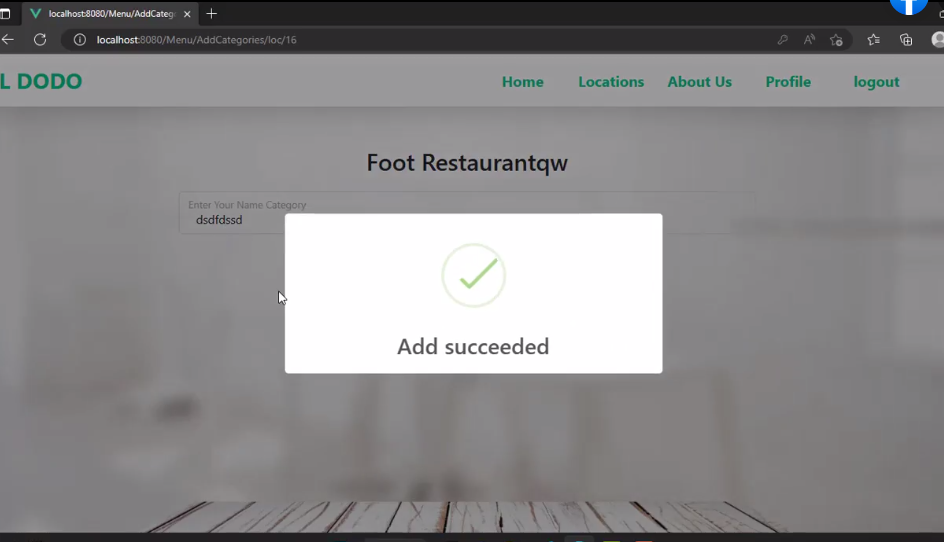 localhost:8080/Menu/AddCateg
localhost:8080/Menu/AddCategories/loc/16
L DODO
Home
Locations
About Us
Profile
logout
Foot Restaurantqw
Enter Your Name Category
dsdfdssd
Add succeeded